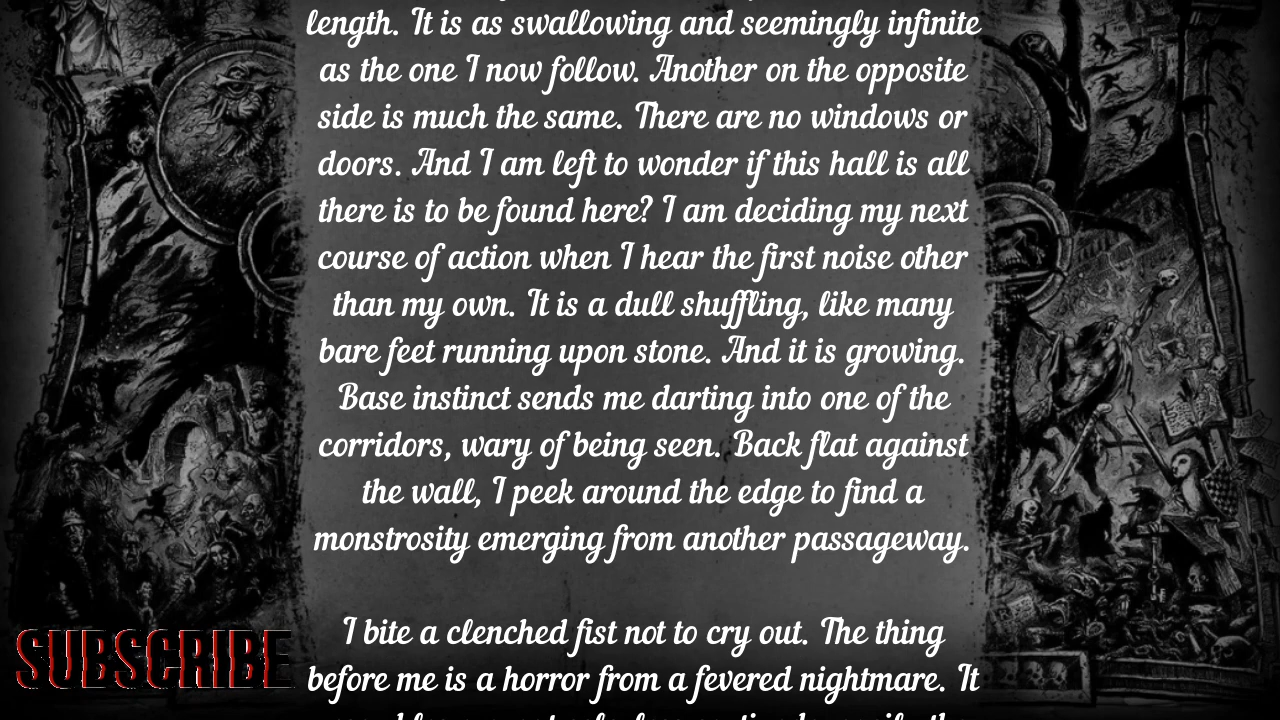 length. It is as swallowing and seemingly infinite
as the one I now follow. Another on the opposite
side is much the same. There are no windows or
doors. And I am left to wonder if this hall is all
there is to be found here? I am deciding my next
course of action when I hear the first noise other
than my own. It is a dull shuffling, like many
bare feet running upon stone. And it is growing.
Base instinct sends me darting into one of the
corridors, wary of being seen. Back flat against
the wall, I peek around the edge to find a
monstrosity emerging from another passageway.
I bite a clenched fist not to cry out. The thing
before me is a horror from a fevered nightmare. It
SUBSCRIBE